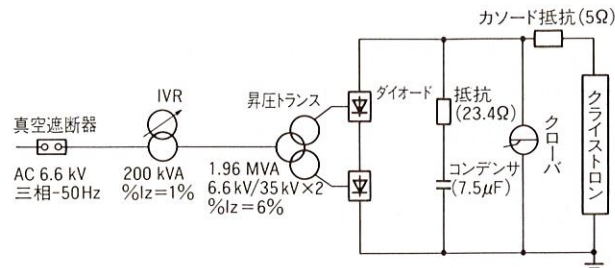 カソード抵抗(5Ω)
IVR
昇圧トランス
ダイオード
抵抗
(23.4Ω)
クローバ
クライストロン
真空遮断器
AC 6.6 kV
三相-50Hz
200 kVA
%Iz=1%
1.96 MVA
6.6kV/35kV×2
%Iz=6%
コンデンサ
(7.5μF)